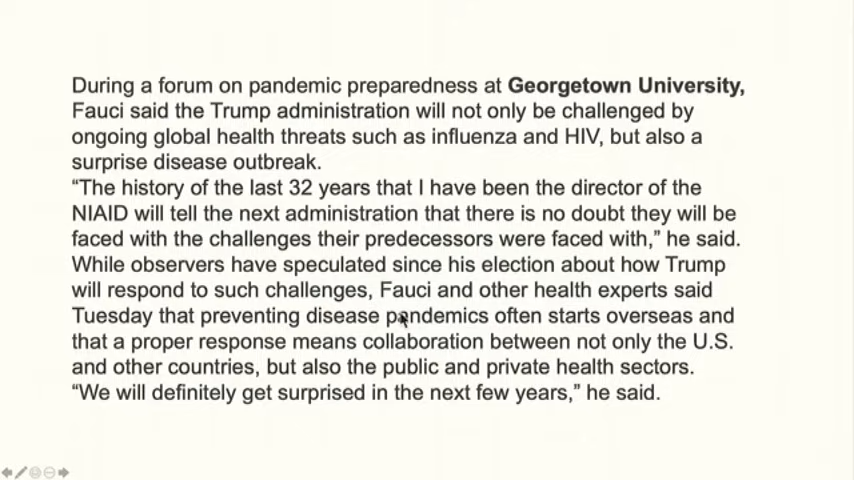 During a forum on pandemic preparedness at Georgetown University,
Fauci said the Trump administration will not only be challenged by
ongoing global health threats such as influenza and HIV, but also a
surprise disease outbreak.
“The history of the last 32 years that I have been the director of the
NIAID will tell the next administration that there is no doubt they will be
faced with the challenges their predecessors were faced with,” he said.
While observers have speculated since his election about how Trump
will respond to such challenges, Fauci and other health experts said
Tuesday that preventing disease pandemics often starts overseas and
that a proper response means collaboration between not only the U.S.
and other countries, but also the public and private health sectors.
“We will definitely get surprised in the next few years,” he said.